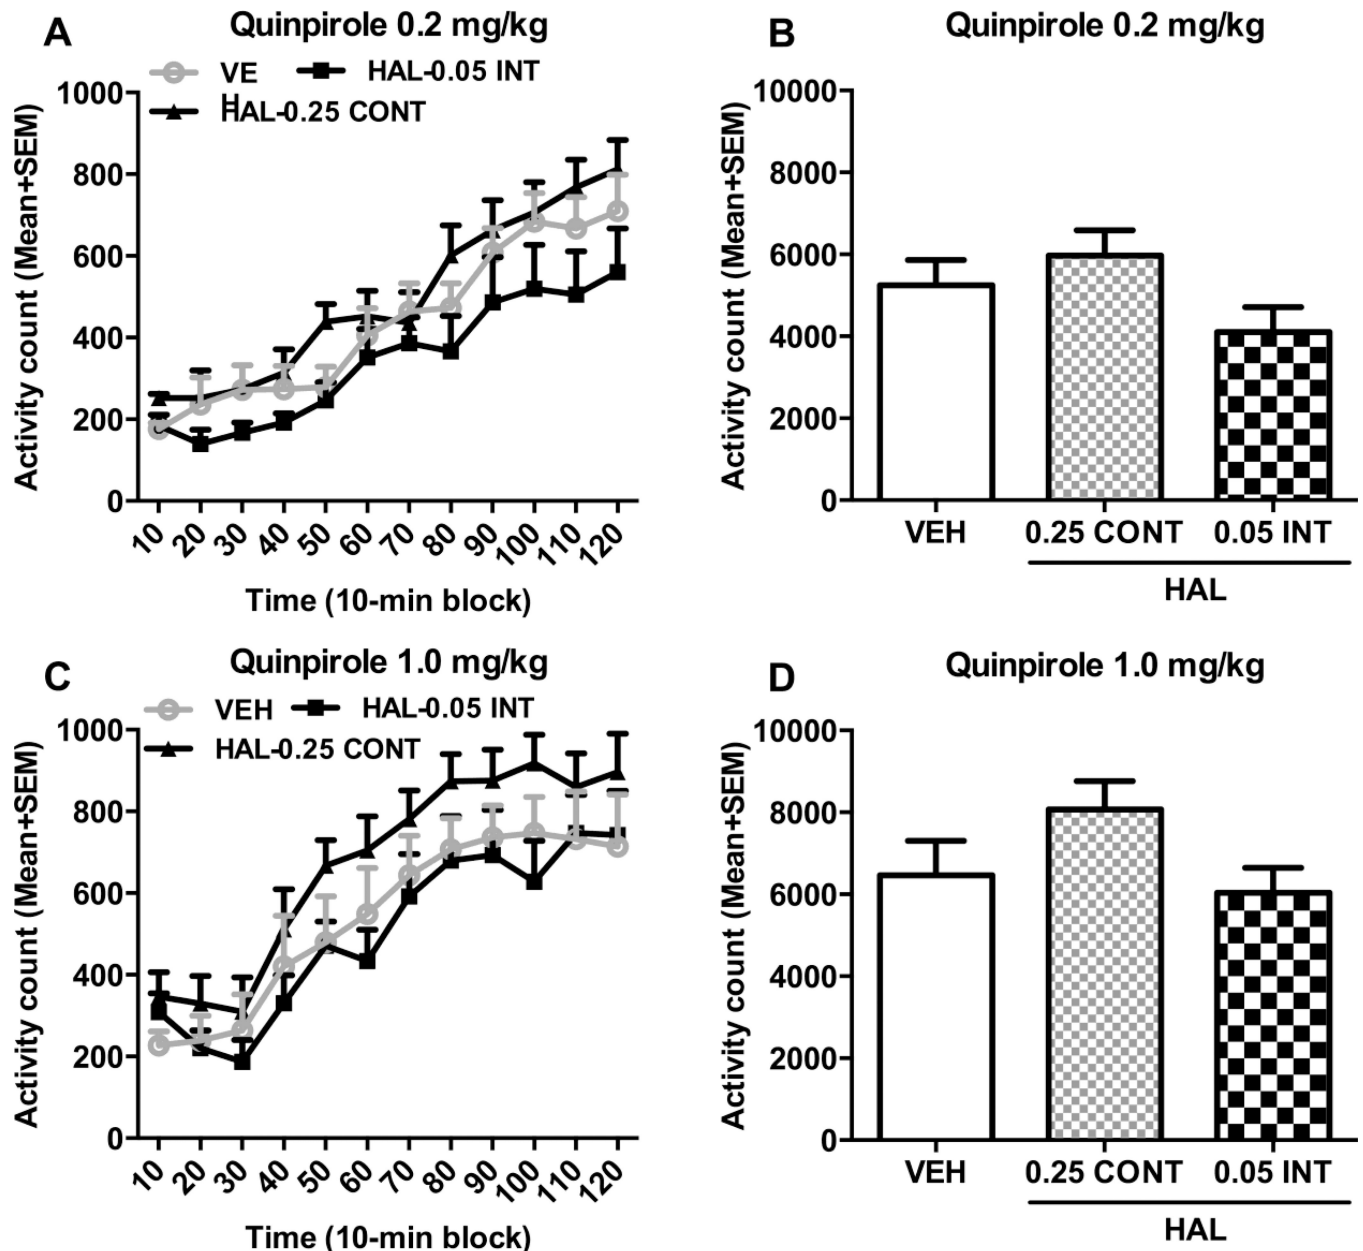 A
Quinpirole 0.2 mg/kg
VE
H
HAL-0.05 INT
HAL-0.25 CONT
Activity count (Mean+SEM)
1000
800
600
400
200
0
10 20 30 40 50 60 70 80 90 100 110 120
Time (10-min block)
B
Quinpirole 0.2 mg/kg
Activity count (Mean+SEM)
10000
8000
6000
4000
2000
0
VEH 0.25 CONT 0.05 INT
HAL
C
Quinpirole 1.0 mg/kg
VEH HAL-0.05 INT
HAL-0.25 CONT
Activity count (Mean+SEM)
1000
800
600
400
200
0
10 20 30 40 50 60 70 80 90 100 110 120
Time (10-min block)
D
Quinpirole 1.0 mg/kg
Activity count (Mean+SEM)
10000
8000
6000
4000
2000
0
VEH 0.25 CONT 0.05 INT
HAL